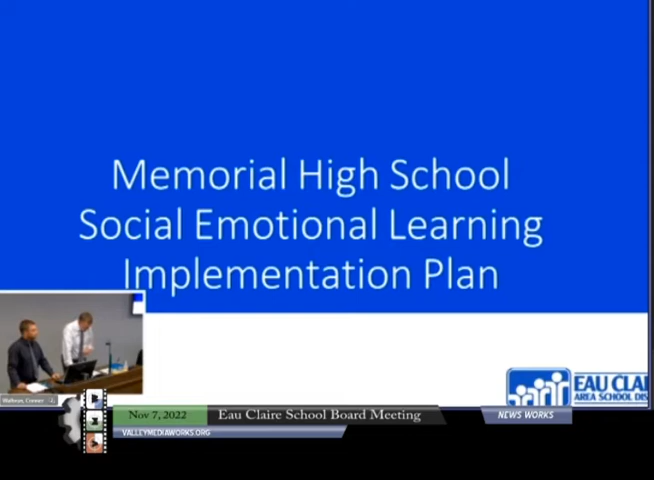 Memorial High School
Social Emotional Learning
Implementation Plan
EAU CLAI
AREA SCHOOL DIS
Nov 7, 2022
Eau Claire School Board Meeting
NEWS WORKS
VALLEYMEDIAWORKS.ORG